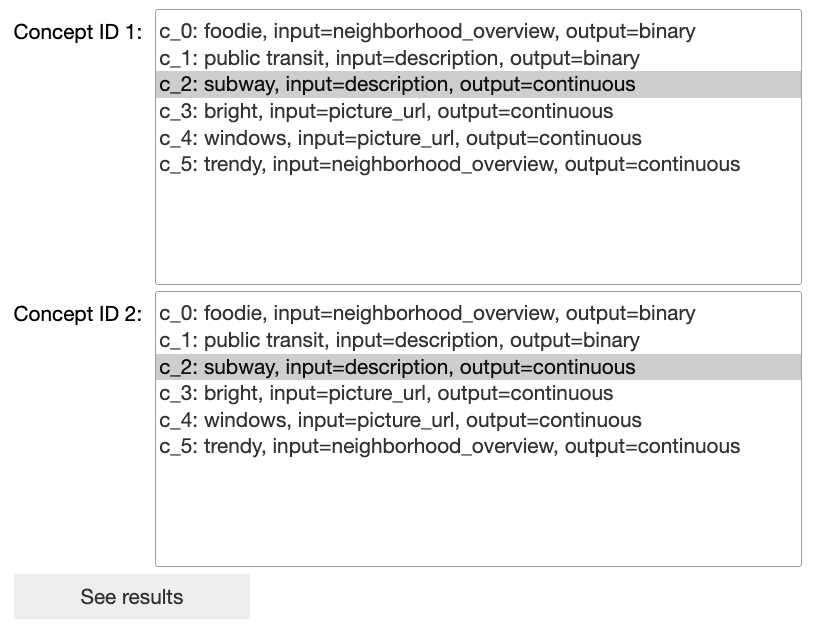 Concept ID 1:
c_0: foodie, input=neighborhood_overview, output=binary
c_1: public transit, input=description, output=binary
c_2: subway, input=description, output=continuous
c_3: bright, input=picture_url, output=continuous
c_4: windows, input=picture_url, output=continuous
c_5: trendy, input=neighborhood_overview, output=continuous
Concept ID 2:
c_0: foodie, input=neighborhood_overview, output=binary
c_1: public transit, input=description, output=binary
c_2: subway, input=description, output=continuous
c_3: bright, input=picture_url, output=continuous
c_4: windows, input=picture_url, output=continuous
c_5: trendy, input=neighborhood_overview, output=continuous
See results